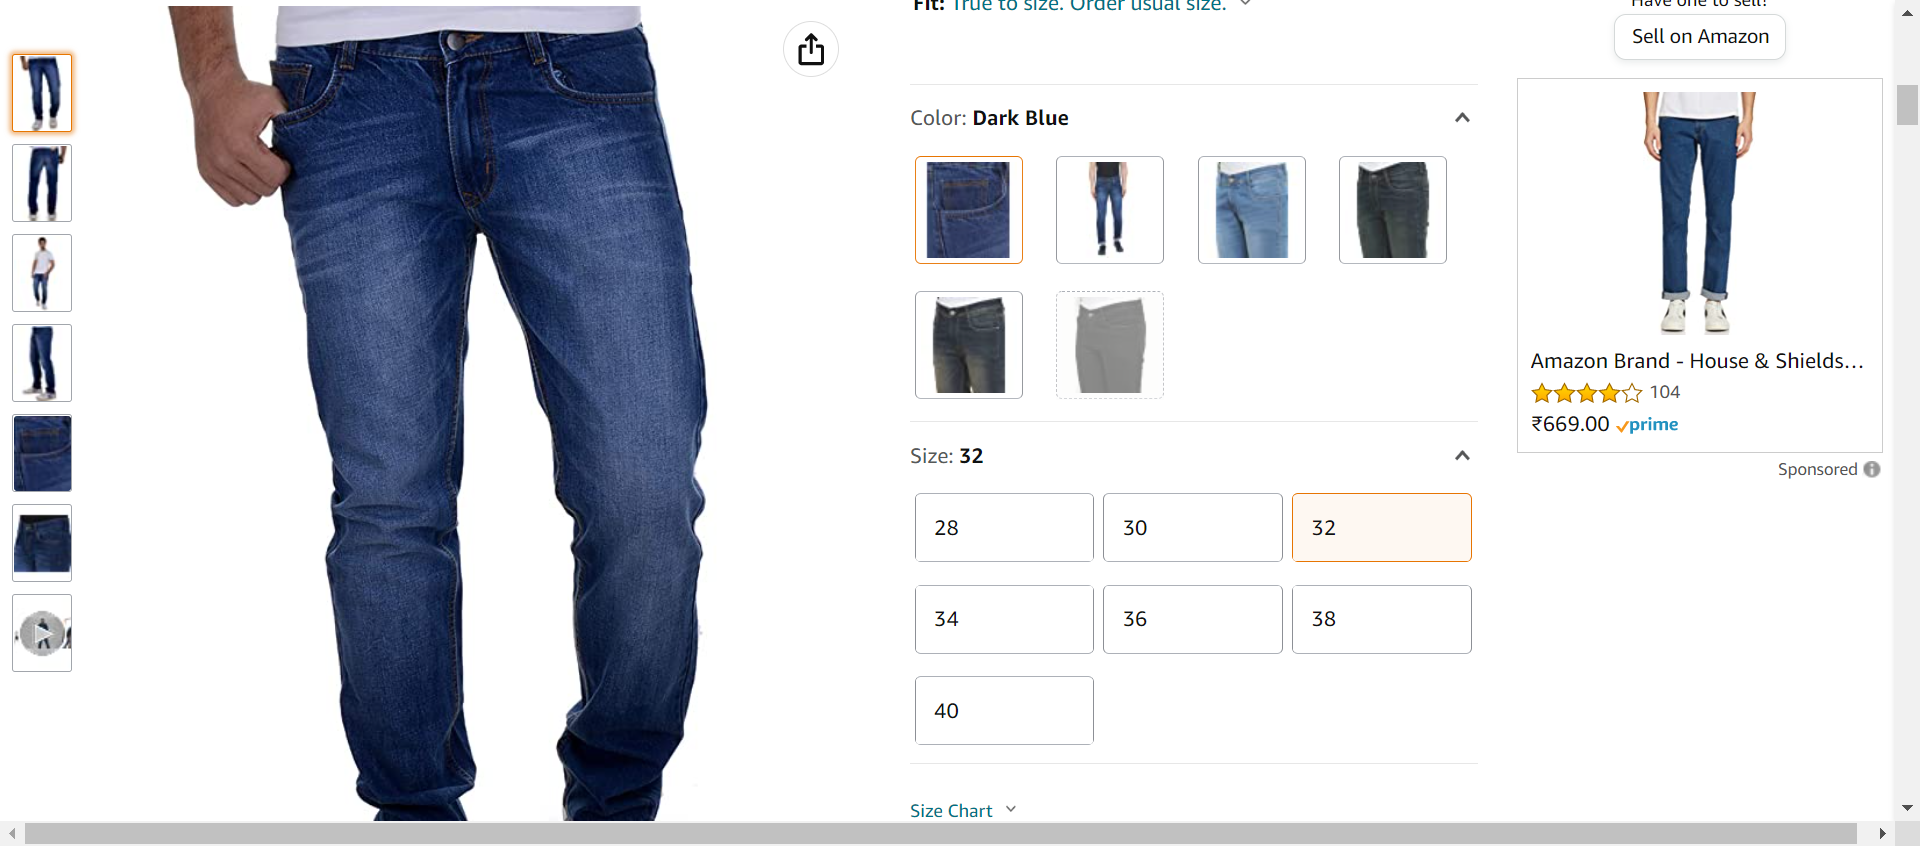 Fit: True to size. Order usual size.
Color: Dark Blue
Size: 32
28
30
32
34
36
38
40
Size Chart
Have one to sell?
Sell on Amazon
Amazon Brand - House & Shields...
104
₹669.00 prime
Sponsored